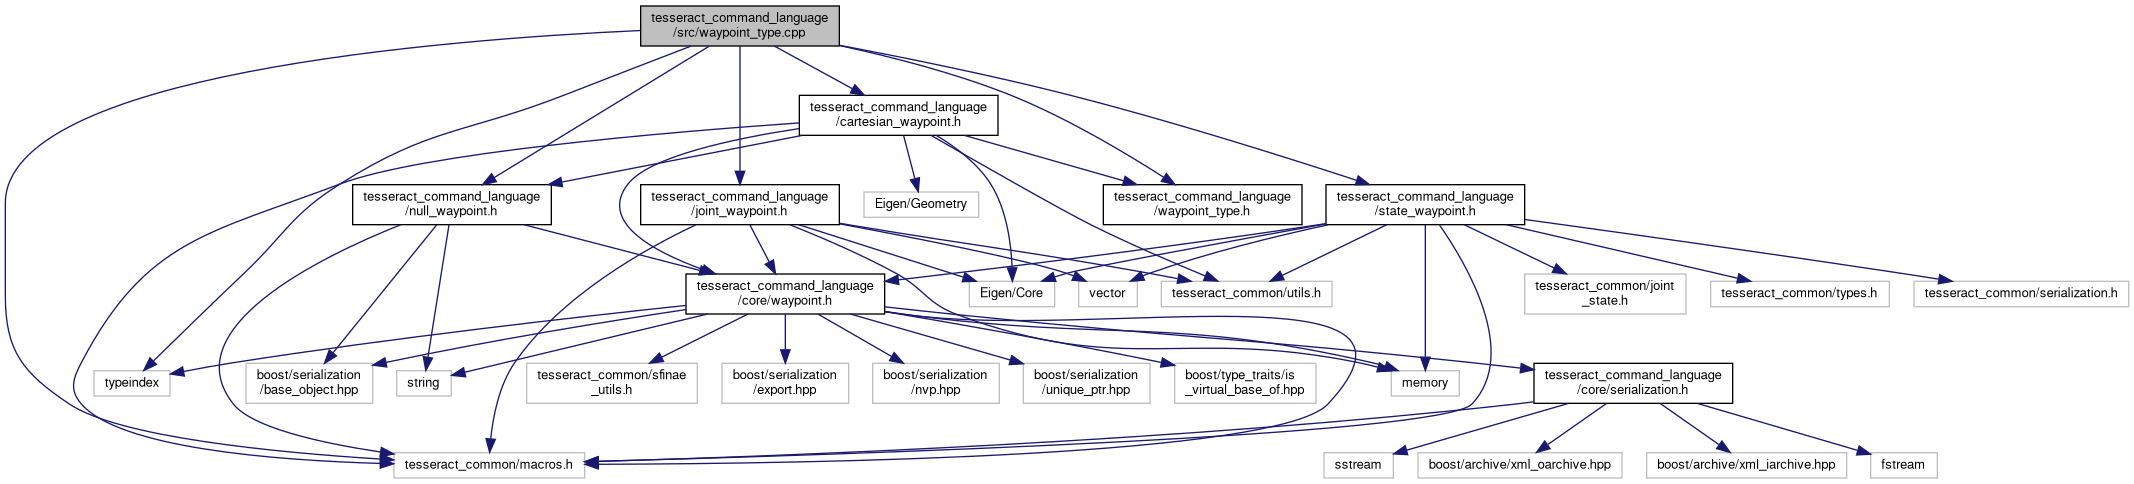 tesseract_command_language
/src/waypoint_type.cpp
tesseract_command_language
/cartesian_waypoint.h
tesseract_command_language
/null_waypoint.h
tesseract_command_language
/joint_waypoint.h
Eigen/Geometry
tesseract_command_language
/waypoint_type.h
tesseract_command_language
/state_waypoint.h
tesseract_command_language
/core/waypoint.h
Eigen/Core
vector
tesseract_common/utils.h
tesseract_common/joint
_state.h
tesseract_common/types.h
tesseract_common/serialization.h
typeindex
boost/serialization
/base_object.hpp
string
tesseract_common/sfinae
_utils.h
boost/serialization
/export.hpp
boost/serialization
/nvp.hpp
boost/serialization
/unique_ptr.hpp
boost/type_traits/is
_virtual_base_of.hpp
memory
tesseract_command_language
/core/serialization.h
tesseract_common/macros.h
sstream
boost/archive/xml_oarchive.hpp
boost/archive/xml_iarchive.hpp
fstream